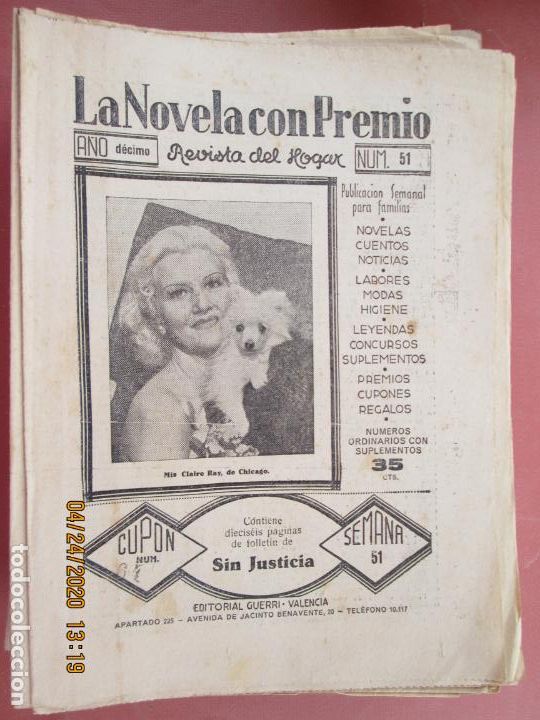 La Novela con Premio
AÑO décimo
Revista del Hogar
NUM. 51
Publicacion Semanal
para familias
NOVELAS
CUENTOS
NOTICIAS
•
LABORES
MODAS
HIGIENE
•
LEYENDAS
CONCURSOS
SUPLEMENTOS
•
PREMIOS
CUPONES
REGALOS
•
NUMEROS
ORDINARIOS CON
SUPLEMENTOS
35
CTS.
Mis Claire Ray, de Chicago.
CUPON
NUM.
Contiene
dieciséis páginas
de folletín de
Sin Justicia
SEMANA
51
EDITORIAL GUERRI - VALENCIA
APARTADO 225 — AVENIDA DE JACINTO BENAVENTE, 20 — TELÉFONO 10.117
04/24/2020 13:19
todocoleccion